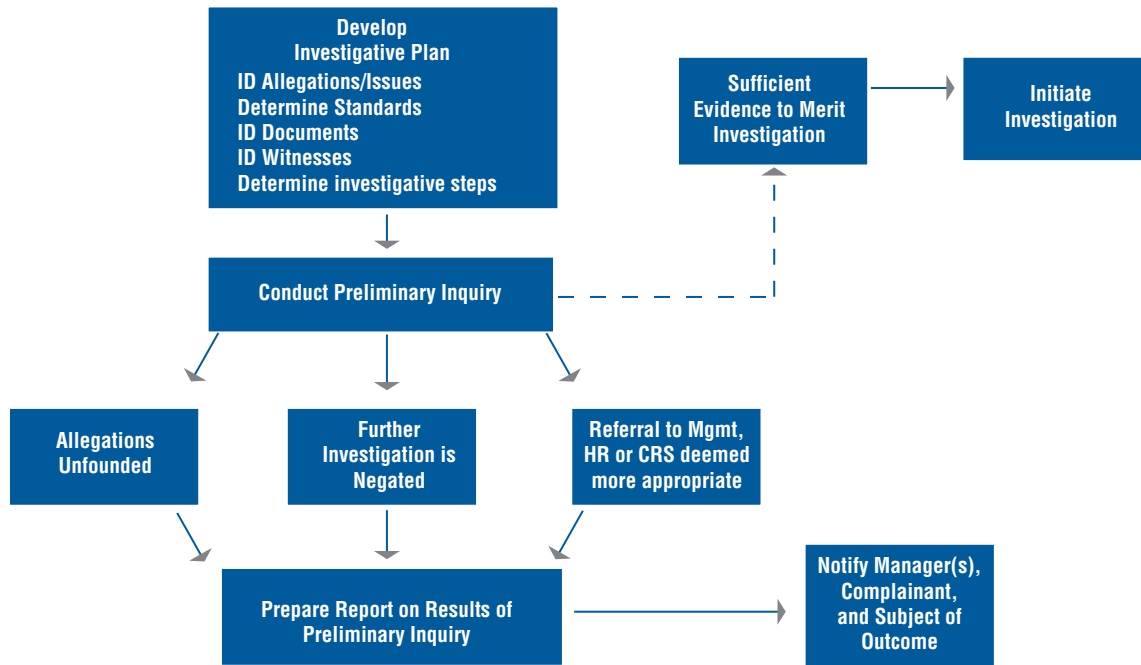 Develop
Investigative Plan
ID Allegations/Issues
Determine Standards
ID Documents
ID Witnesses
Determine investigative steps
Sufficient
Evidence to Merit
Investigation
Initiate
Investigation
Conduct Preliminary Inquiry
Allegations
Unfounded
Further
Investigation is
Negated
Referral to Mgmt,
HR or CRS deemed
more appropriate
Prepare Report on Results of
Preliminary Inquiry
Notify Manager(s),
Complainant,
and Subject of
Outcome